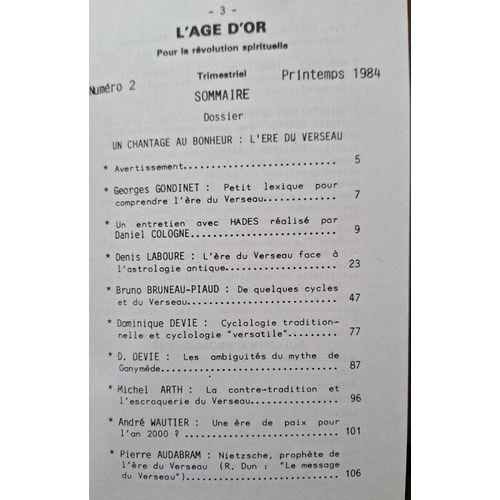 - 3 -
L'AGE D'OR
Pour la révolution spirituelle
Numéro 2 Trimestriel Printemps 1984
SOMMAIRE
Dossier
UN CHANTAGE AU BONHEUR : L'ERE DU VERSEAU
* Avertissement......................... 5
* Georges GONDINET : Petit lexique pour
comprendre l'ère du Verseau............. 7
* Un entretien avec HADES réalisé par
Daniel COLOGNE.......................... 9
* Denis LABOURE : L'ère du Verseau face à
l'astrologie antique.................... 23
* Bruno BRUNEAU-PIAUD : De quelques cycles
et du Verseau........................... 47
* Dominique DEVIE : Cyclologie tradition-
nelle et cyclologie "versatile"......... 77
* D. DEVIE : Les ambiguités du mythe de
Ganymède................................ 87
* Michel ARTH : La contre-tradition et
l'escroquerie du Verseau................ 96
* André WAUTIER : Une ère de paix pour
l'an 2000 ?............................. 101
* Pierre AUDABRAM : Nietzsche, prophète de
l'ère du Verseau (R. Dun : "Le message
du Verseau")............................ 106